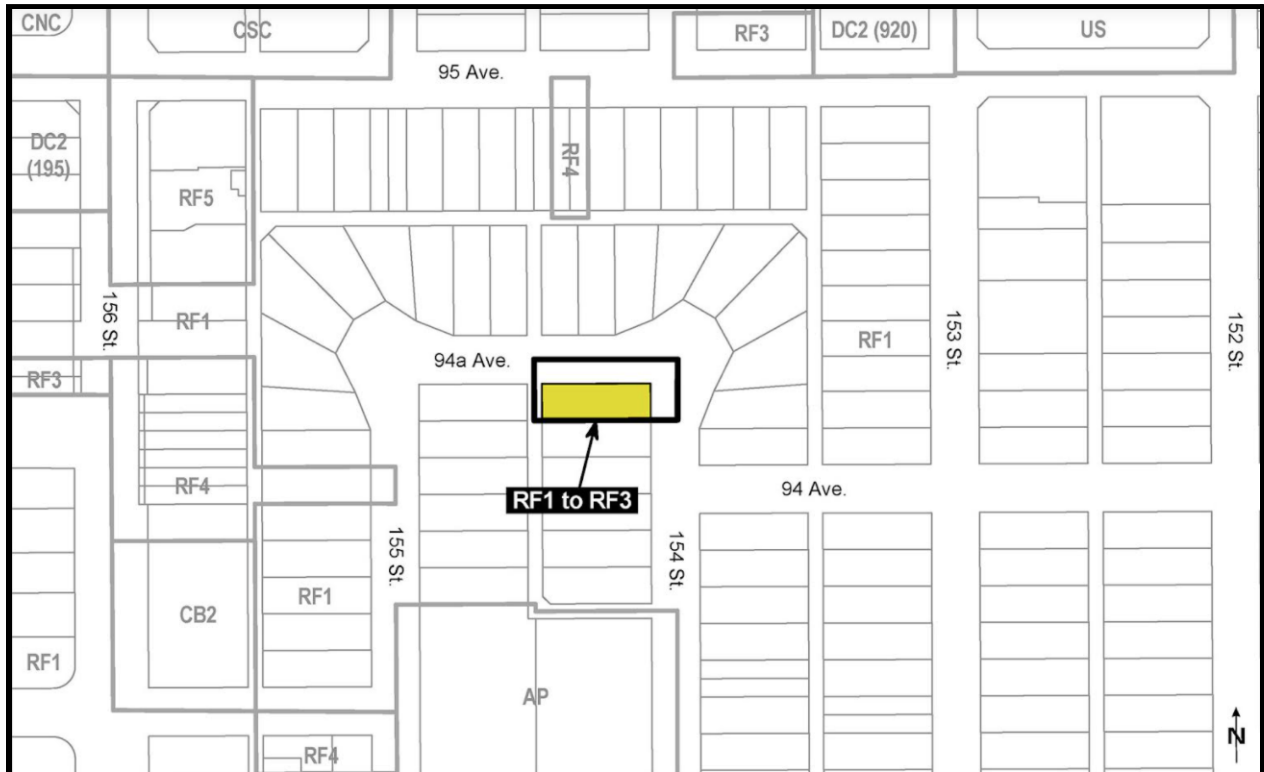 CNC
CSC
RF3
DC2 (920)
US
95 Ave.
DC2
(195)
RF4
RF5
156 St.
RF1
94a Ave.
RF1
153 St.
152 St.
RF3
RF4
RF1 to RF3
94 Ave.
155 St.
154 St.
RF1
CB2
RF1
AP
RF4
N